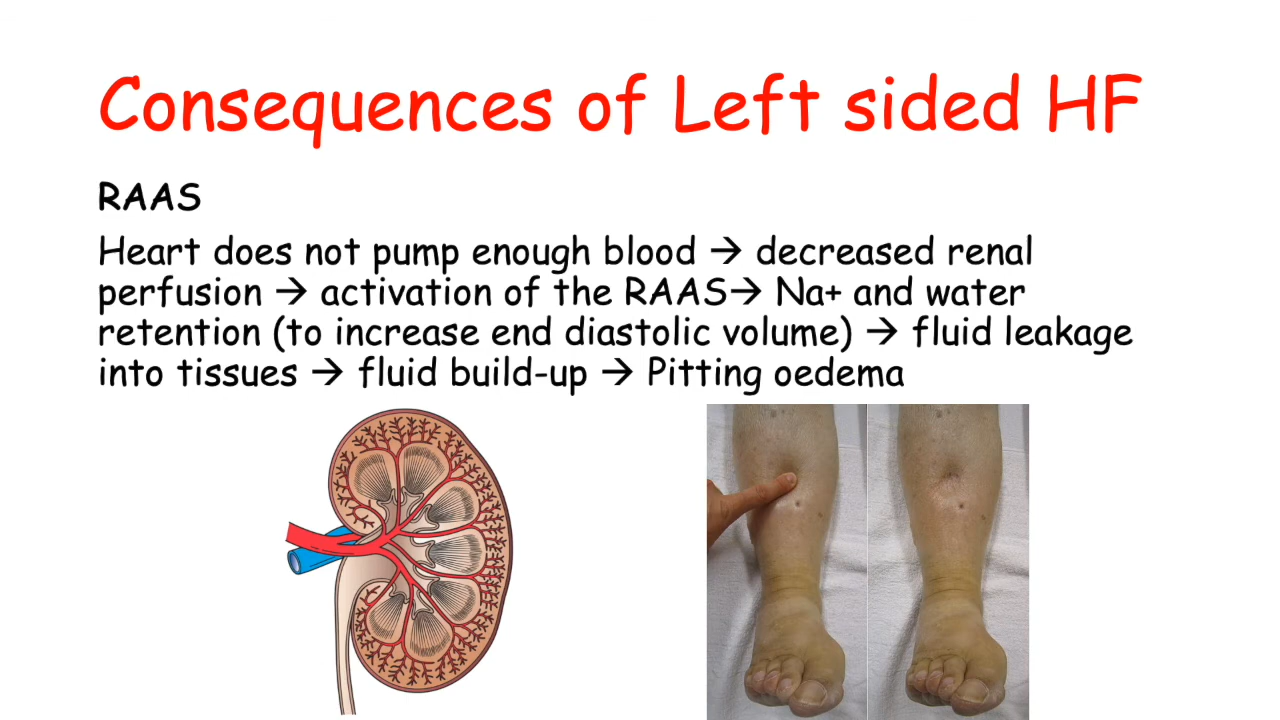 Consequences of Left sided HF
RAAS
Heart does not pump enough blood → decreased renal
perfusion → activation of the RAAS→ Na+ and water
retention (to increase end diastolic volume) → fluid leakage
into tissues → fluid build-up → Pitting oedema